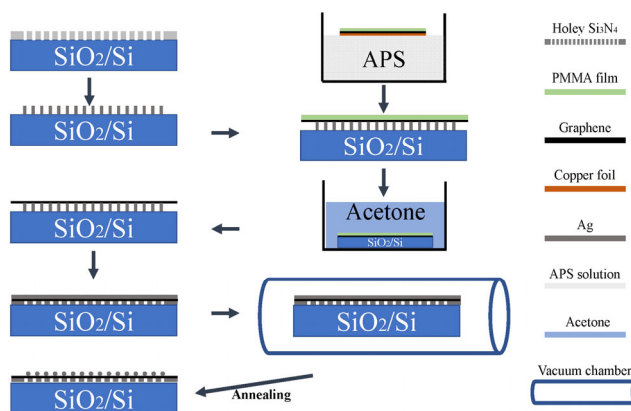 SiO₂/Si
SiO₂/Si
APS
SiO₂/Si
Acetone
SiO₂/Si
SiO₂/Si
SiO₂/Si
SiO₂/Si
Annealing
SiO₂/Si
Holey Si₃N₄
PMMA film
Graphene
Copper foil
Ag
APS solution
Acetone
Vacuum chamber